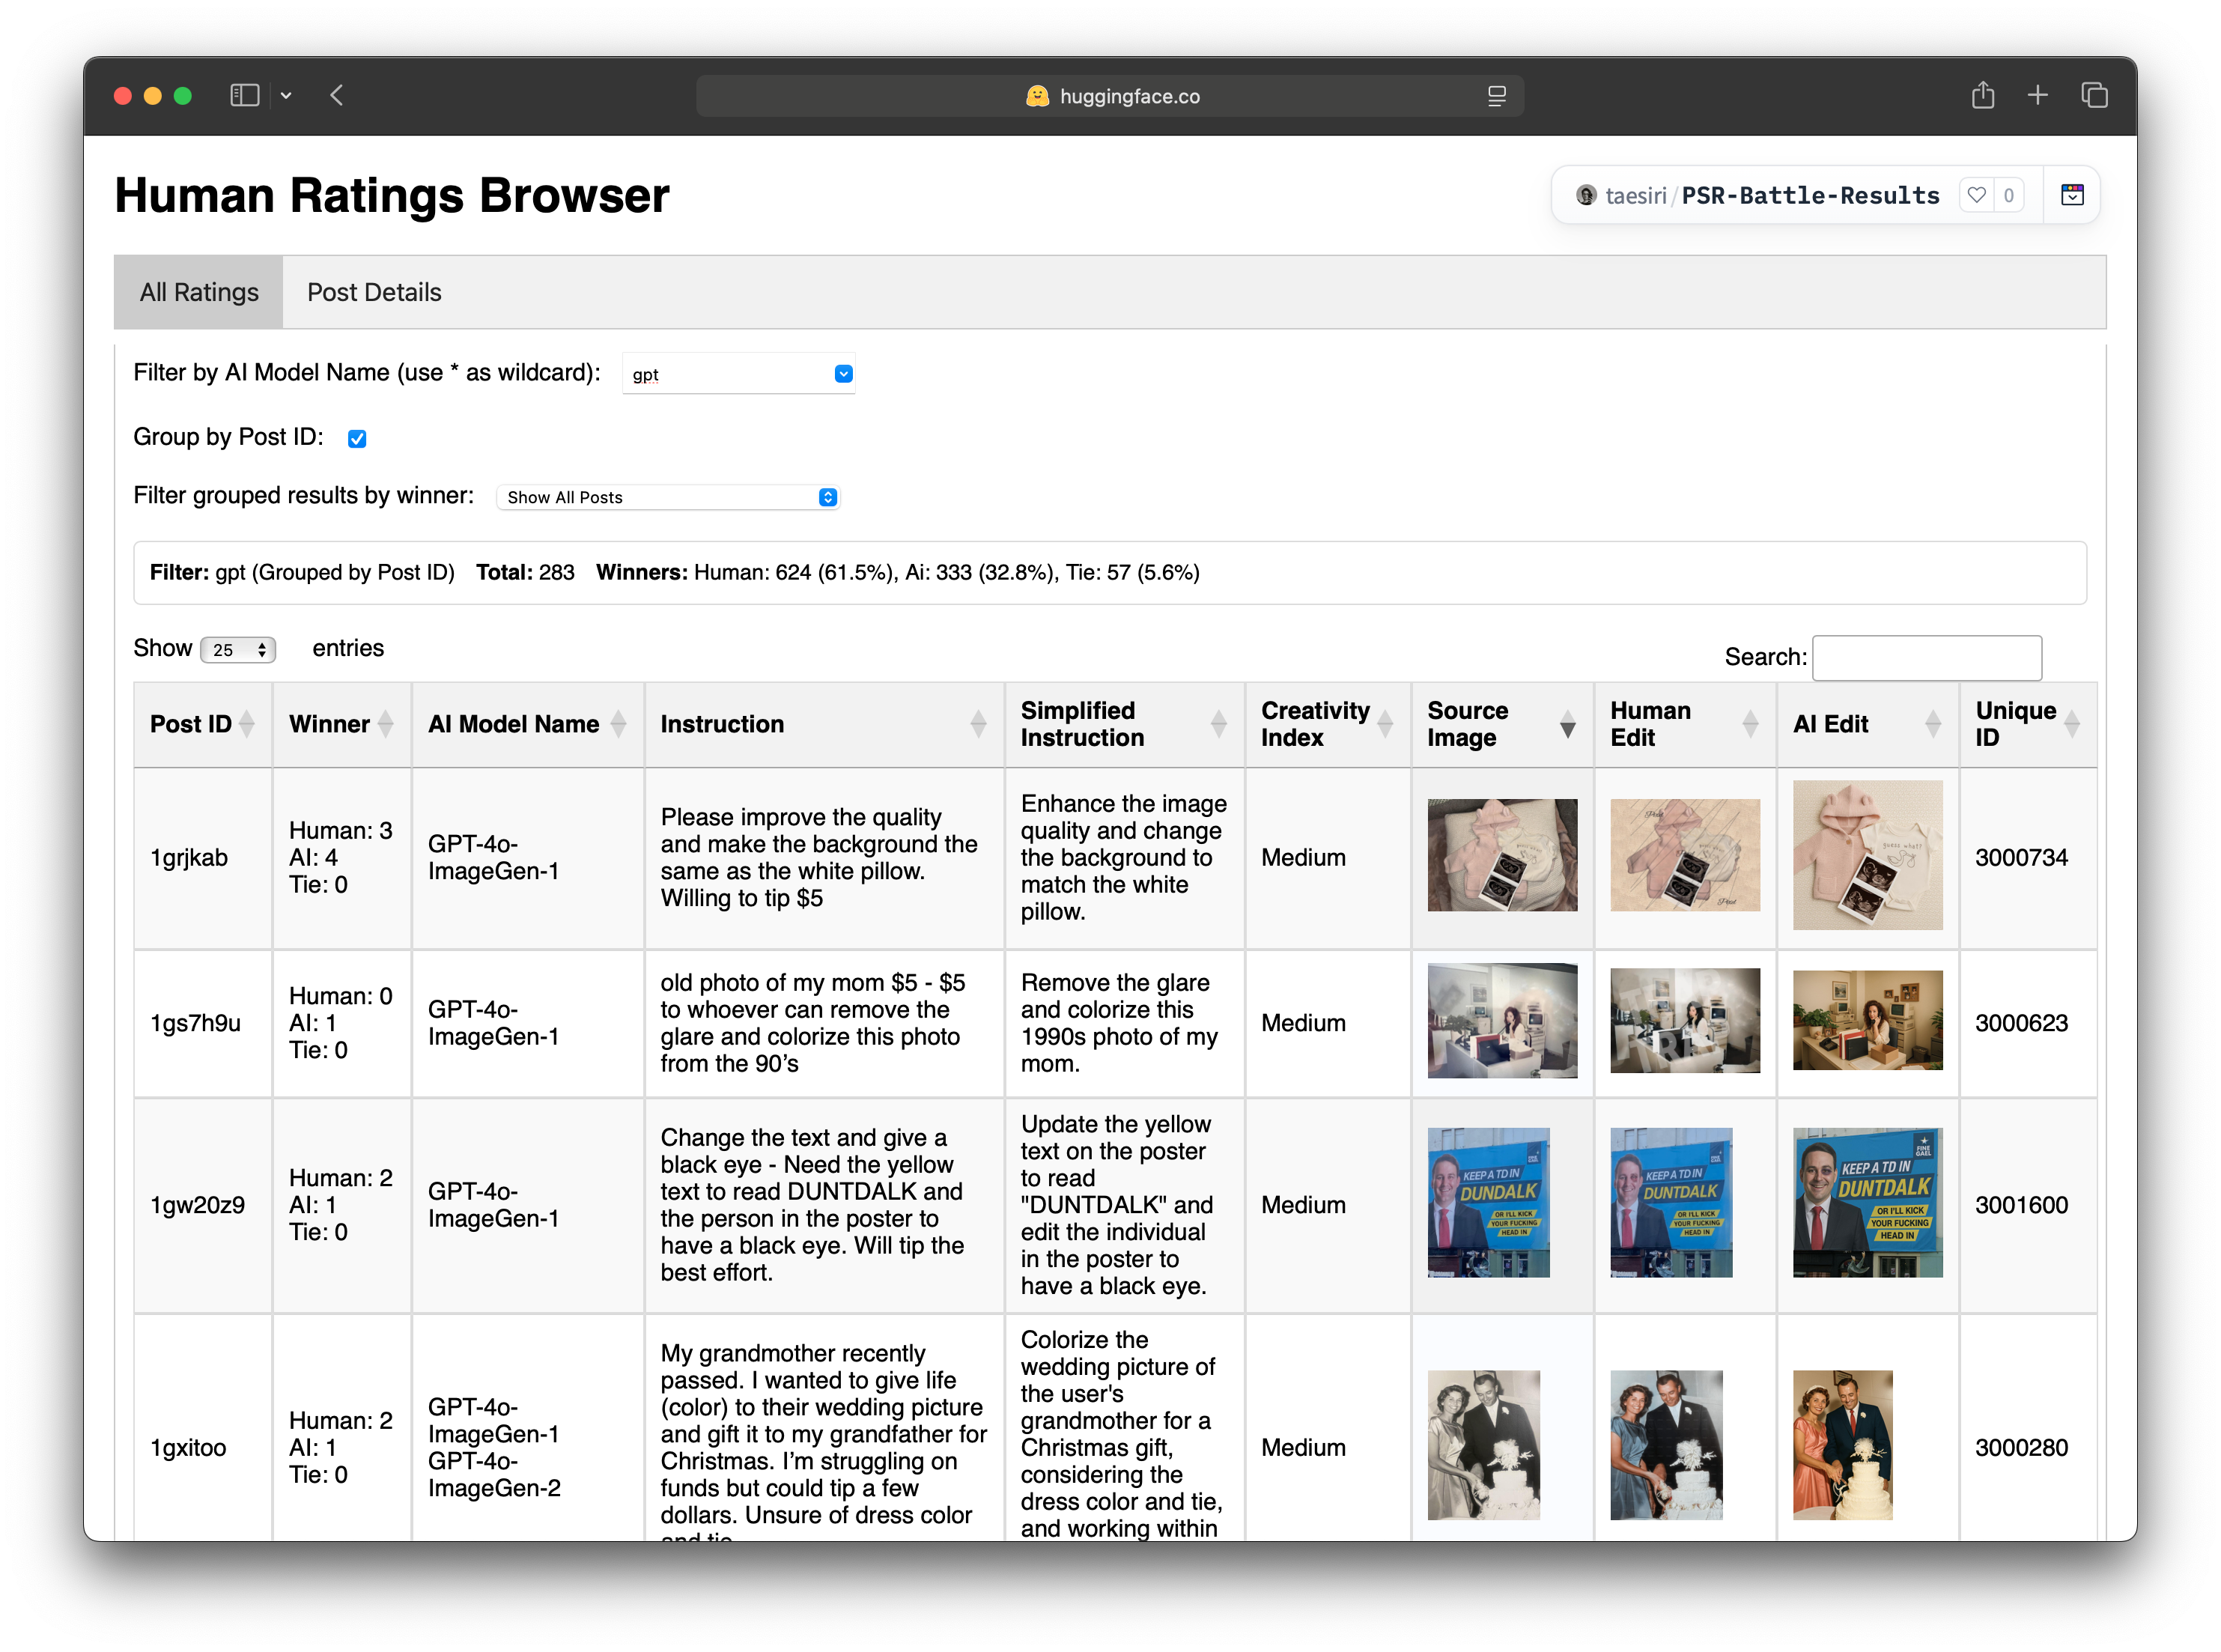 huggingface.co
Human Ratings Browser
taesiri/PSR-Battle-Results
0
All Ratings
Post Details
Filter by AI Model Name (use * as wildcard):
gpt
Group by Post ID:
Filter grouped results by winner:
Show All Posts
Filter: gpt (Grouped by Post ID) Total: 283 Winners: Human: 624 (61.5%), Ai: 333 (32.8%), Tie: 57 (5.6%)
Show 25 entries
Search:
Post ID
Winner
AI Model Name
Instruction
Simplified
Instruction
Creativity
Index
Source
Image
Human
Edit
AI Edit
Unique
ID
1grjkab
Human: 3
AI: 4
Tie: 0
GPT-4o-
ImageGen-1
Please improve the quality
and make the background the
same as the white pillow.
Willing to tip $5
Enhance the image
quality and change
the background to
match the white
pillow.
Medium
guess what?
3000734
1gs7h9u
Human: 0
AI: 1
Tie: 0
GPT-4o-
ImageGen-1
old photo of my mom $5 - $5
to whoever can remove the
glare and colorize this photo
from the 90’s
Remove the glare
and colorize this
1990s photo of my
mom.
Medium
3000623
1gw20z9
Human: 2
AI: 1
Tie: 0
GPT-4o-
ImageGen-1
Change the text and give a
black eye - Need the yellow
text to read DUNTDALK and
the person in the poster to
have a black eye. Will tip the
best effort.
Update the yellow
text on the poster
to read
"DUNTDALK" and
edit the individual
in the poster to
have a black eye.
Medium
KEEP A TD IN
DUNDALK
OR I'LL KICK
YOUR FUCKING
HEAD IN
KEEP A TD IN
DUNTDALK
OR I'LL KICK
YOUR FUCKING
HEAD IN
FINE
GAEL
KEEP A TD IN
DUNTDALK
OR I'LL KICK
YOUR FUCKING
HEAD IN
3001600
1gxitoo
Human: 2
AI: 1
Tie: 0
GPT-4o-
ImageGen-1
GPT-4o-
ImageGen-2
My grandmother recently
passed. I wanted to give life
(color) to their wedding picture
and gift it to my grandfather for
Christmas. I’m struggling on
funds but could tip a few
dollars. Unsure of dress color
and tie
Colorize the
wedding picture of
the user's
grandmother for a
Christmas gift,
considering the
dress color and tie,
and working within
Medium
3000280